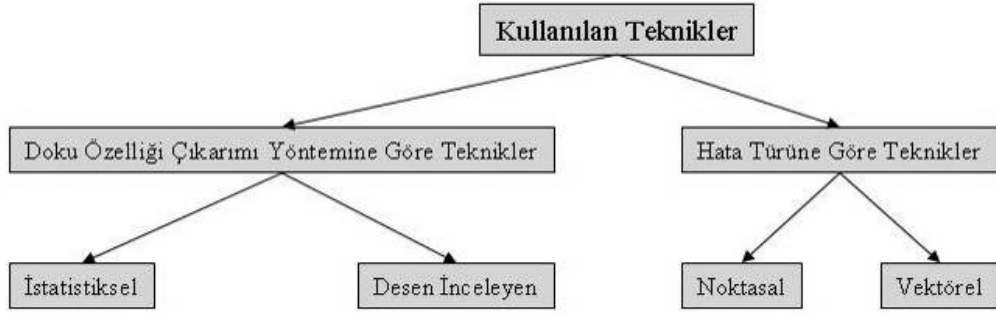 Kullanılan Teknikler
Doku Özelliği Çıkarımı Yöntemine Göre Teknikler
Hata Türüne Göre Teknikler
İstatistiksel
Desen İnceleyen
Noktasal
Vektörel